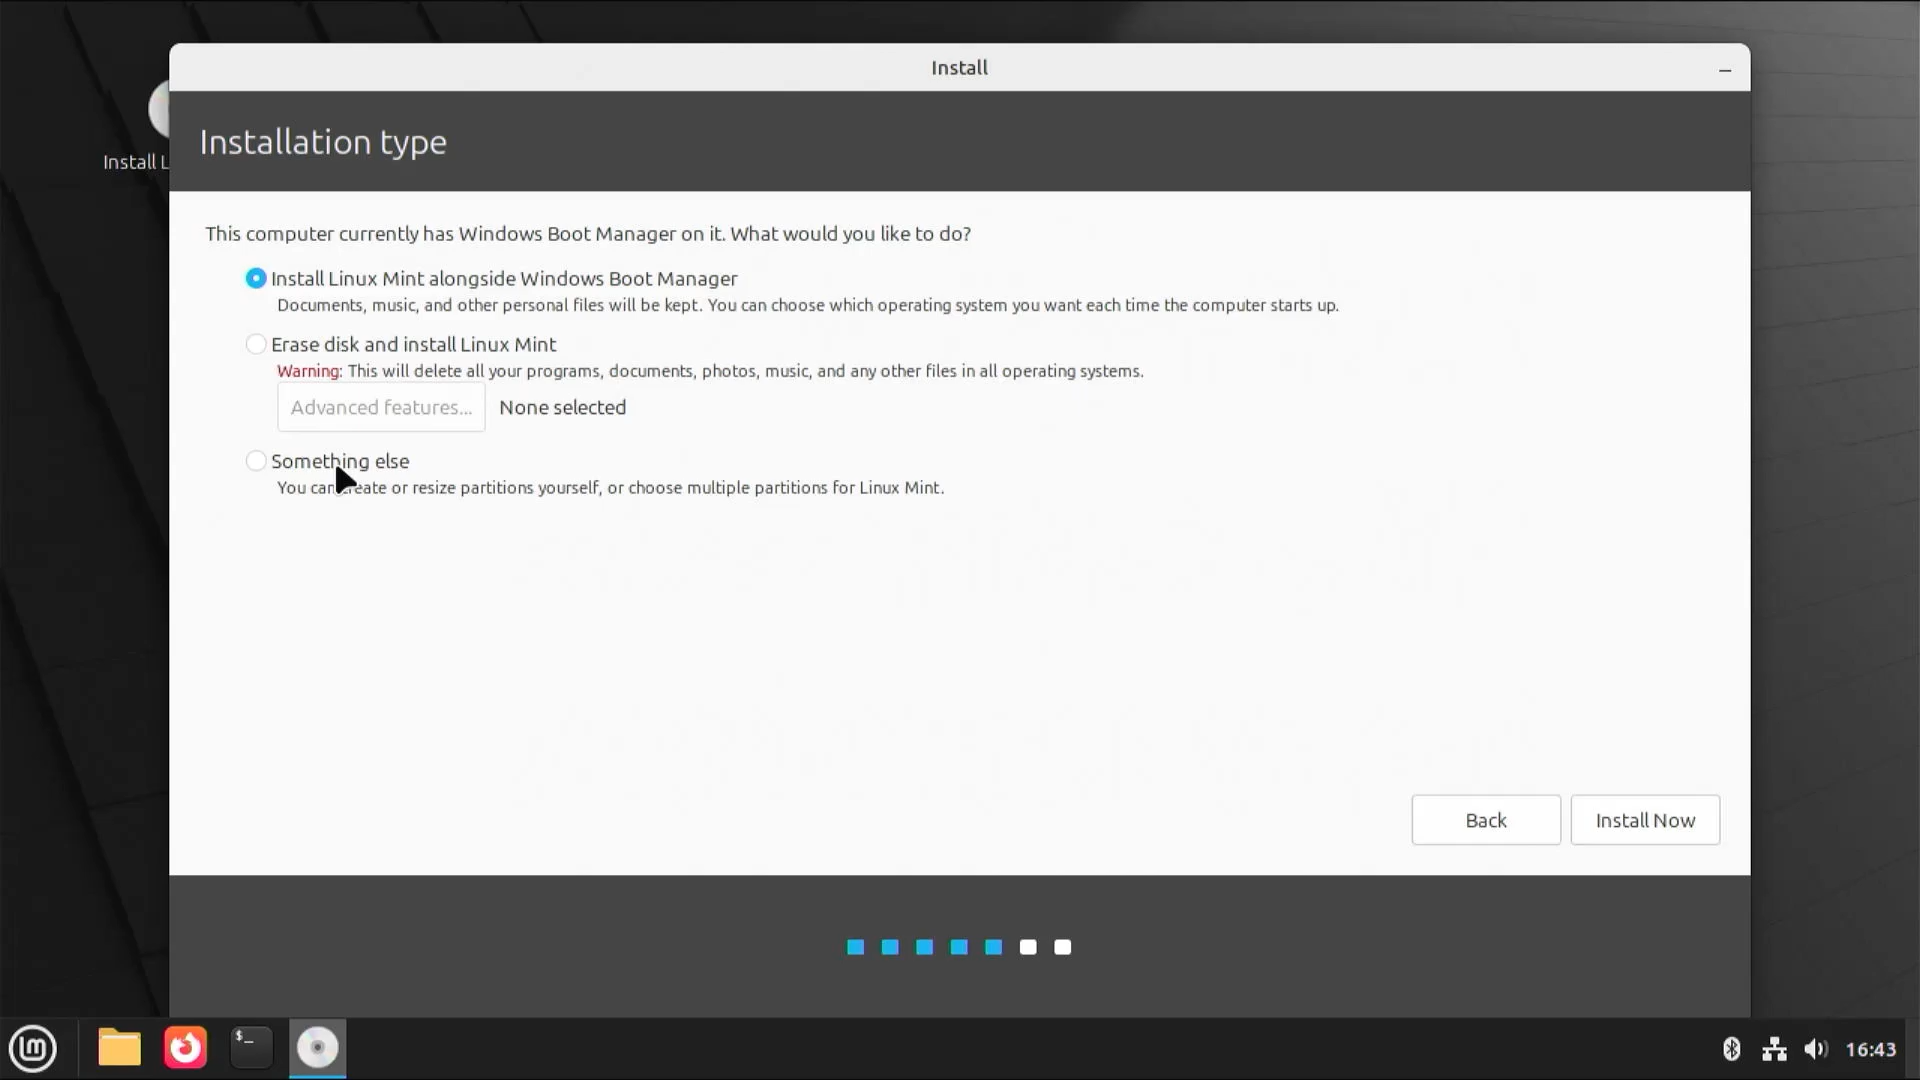 Install
Install L
Installation type
This computer currently has Windows Boot Manager on it. What would you like to do?
Install Linux Mint alongside Windows Boot Manager
Documents, music, and other personal files will be kept. You can choose which operating system you want each time the computer starts up.
Erase disk and install Linux Mint
Warning: This will delete all your programs, documents, photos, music, and any other files in all operating systems.
Advanced features... None selected
Something else
You can create or resize partitions yourself, or choose multiple partitions for Linux Mint.
Back Install Now
$_
16:43